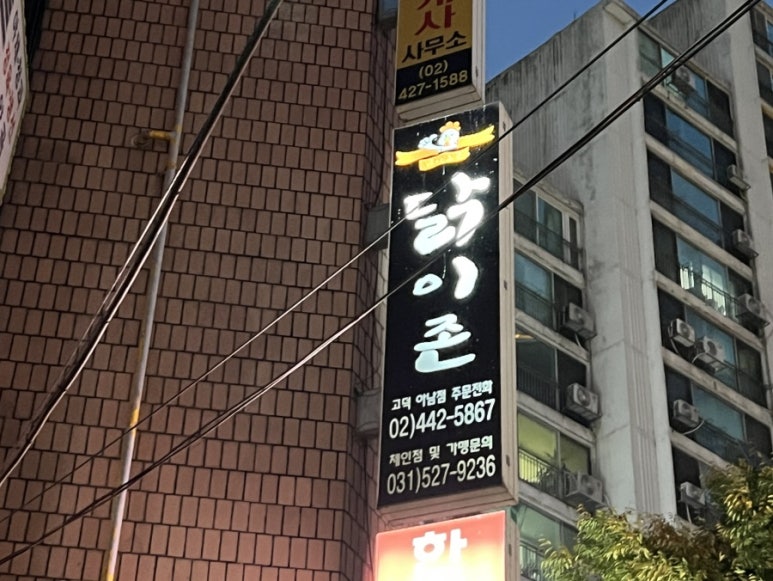 사
사무소
(02)
427-1588
닭이존
고덕 아남점 주문전화
02)442-5867
체인점 및 가맹문의
031)527-9236